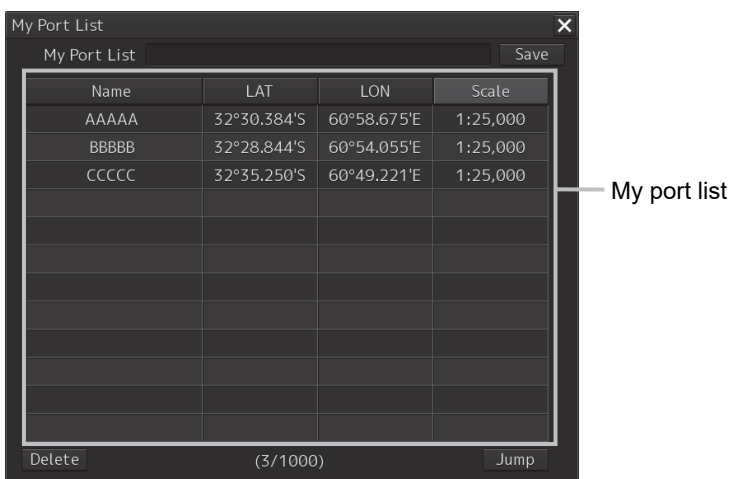 My Port List
My Port List Save
Name LAT LON Scale
AAAAA 32°30.384'S 60°58.675'E 1:25,000
BBBBB 32°28.844'S 60°54.055'E 1:25,000
CCCCC 32°35.250'S 60°49.221'E 1:25,000
My port list
Delete (3/1000) Jump